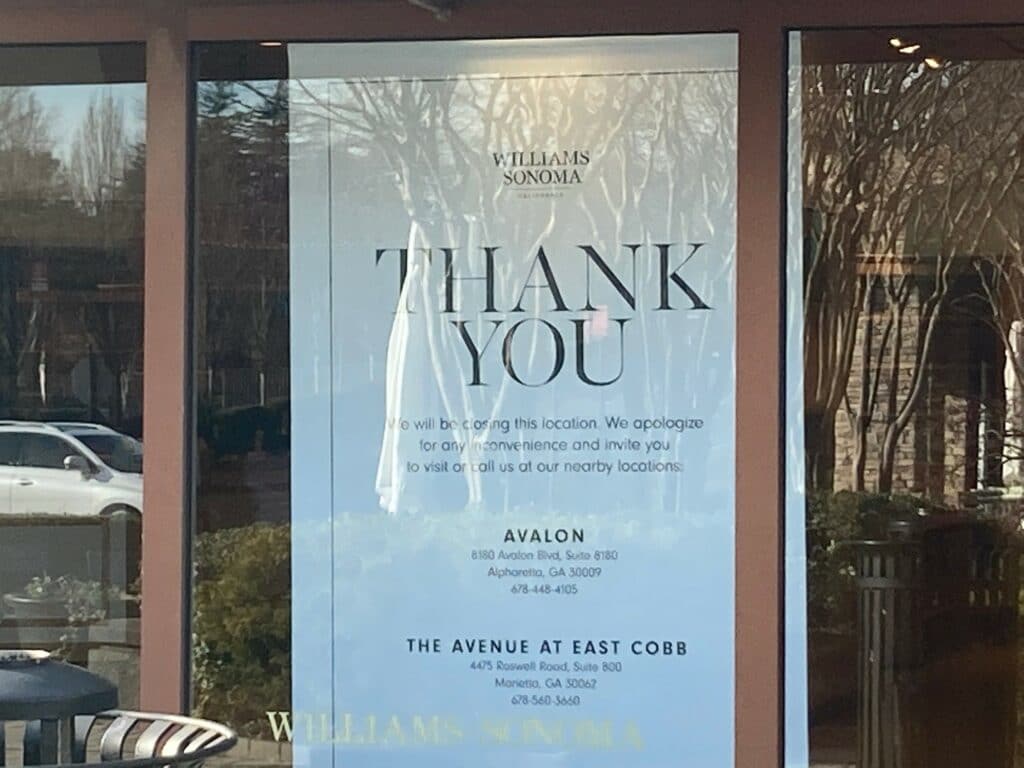 WILLIAMS
SONOMA
CALIFORNIA
THANK
YOU
We will be closing this location. We apologize
for any inconvenience and invite you
to visit or call us at our nearby locations:
AVALON
8180 Avalon Blvd, Suite 8180
Alpharetta, GA 30009
678-448-4105
THE AVENUE AT EAST COBB
4475 Roswell Road, Suite 800
Marietta, GA 30062
678-560-3660
WILLIAMS SONOMA